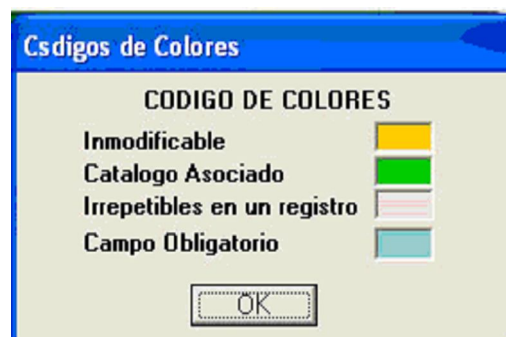 Csdigos de Colores
CODIGO DE COLORES
Inmodificable
Catalogo Asociado
Irrepetibles en un registro
Campo Obligatorio
OK